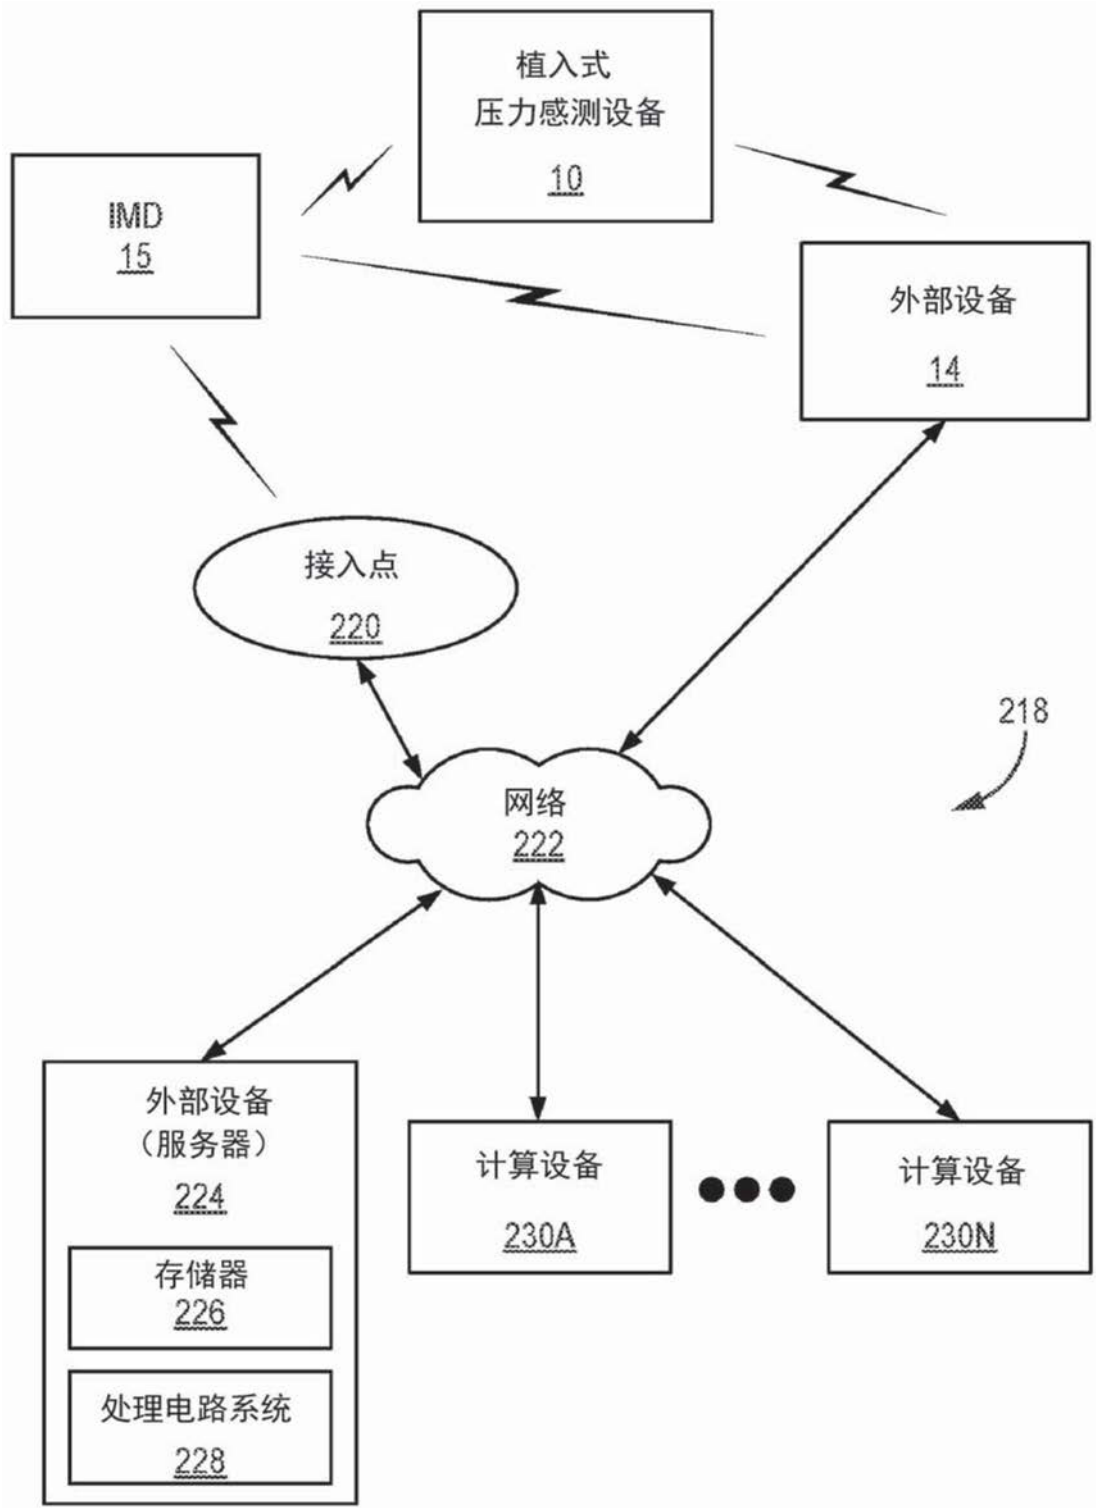 植入式
压力感测设备
10
IMD
15
外部设备
14
接入点
220
218
网络
222
外部设备
（服务器）
224
存储器
226
处理电路系统
228
计算设备
230A
计算设备
230N